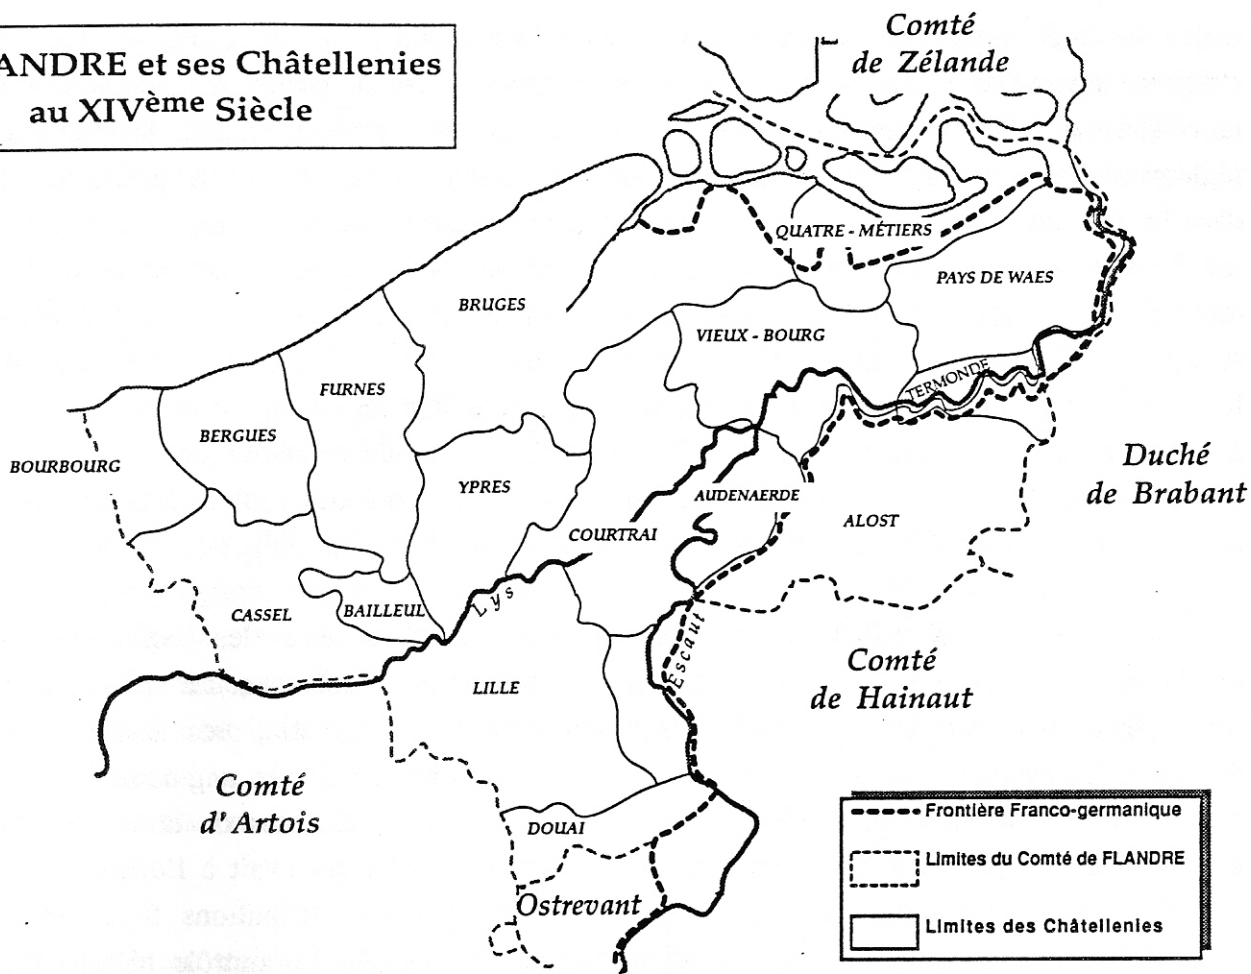 ANDRE et ses Châtellenies
au XIVème Siècle
Comté
de Zélande
QUATRE - MÉTIERS
PAYS DE WAES
BRUGES
VIEUX - BOURG
FURNES
TERMONDE
BERGUES
BOURBOURG
YPRES
AUDENAERDE
Duché
de Brabant
ALOST
COURTRAI
CASSEL
BAILLEUL
Lys
Escaut
Comté
de Hainaut
LILLE
Comté
d'Artois
DOUAI
Ostrevant
Frontière Franco-germanique
Limites du Comté de FLANDRE
Limites des Châtellenies